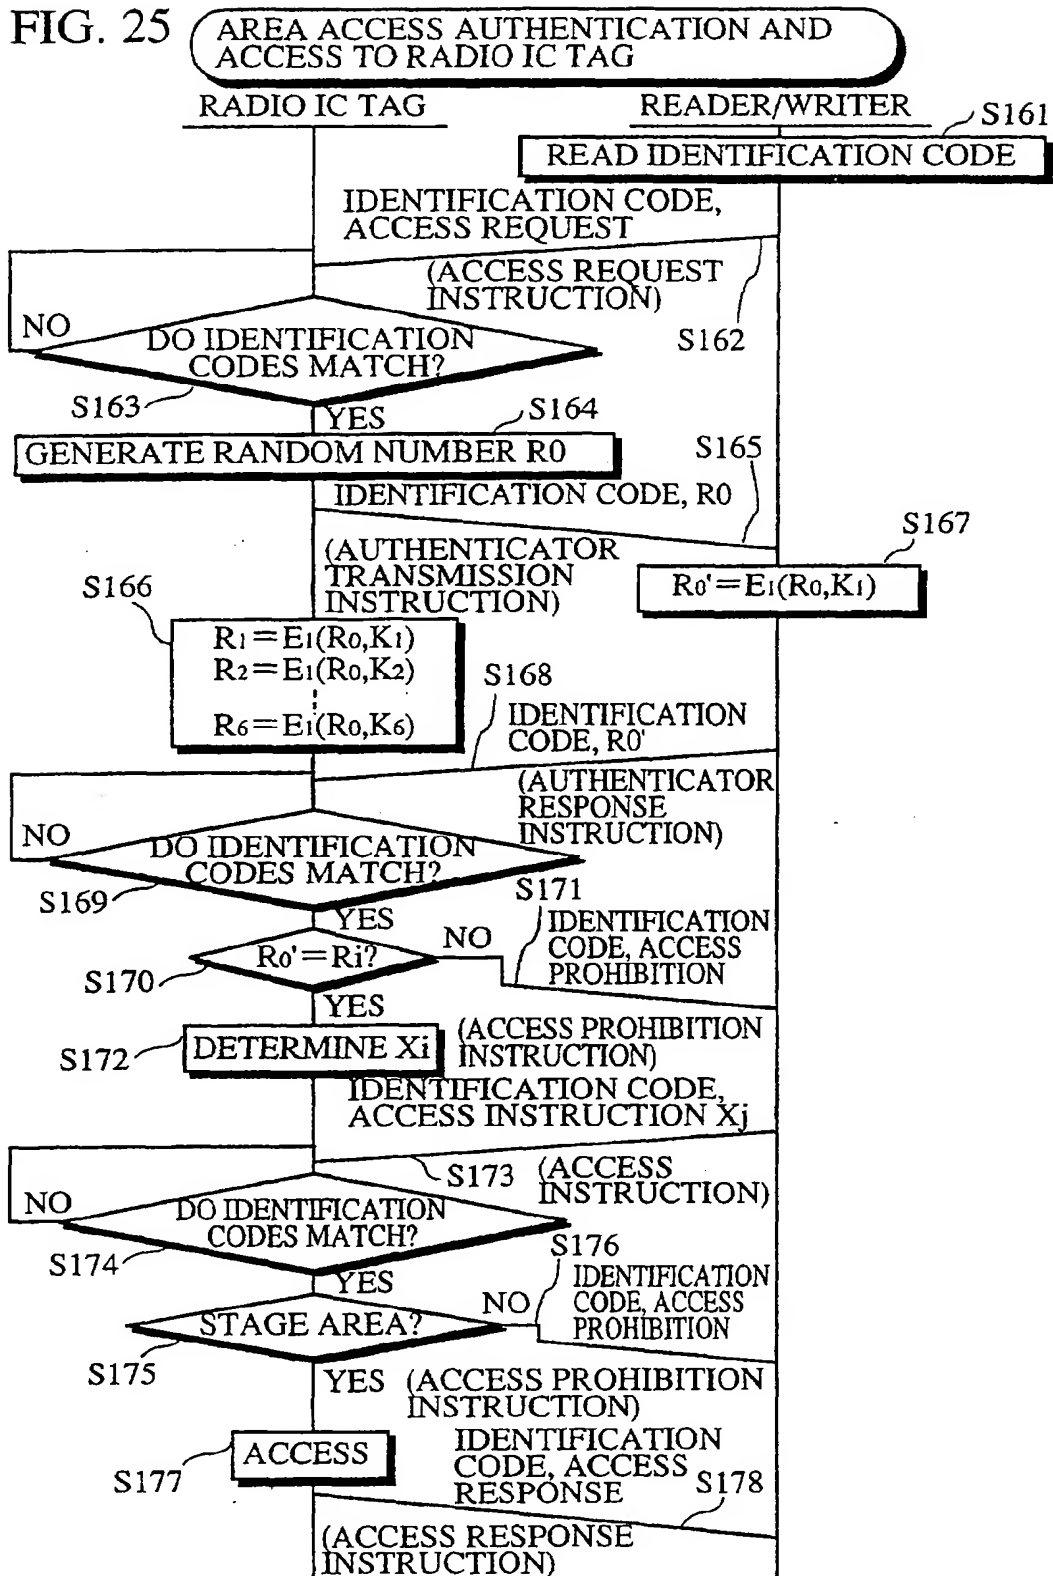 FIG. 25
AREA ACCESS AUTHENTICATION AND
ACCESS TO RADIO IC TAG
RADIO IC TAG
READER/WRITER
S161
READ IDENTIFICATION CODE
IDENTIFICATION CODE,
ACCESS REQUEST
(ACCESS REQUEST
INSTRUCTION)
S162
NO
DO IDENTIFICATION
CODES MATCH?
S163
YES
S164
GENERATE RANDOM NUMBER R0
S165
IDENTIFICATION CODE, R0
S167
(AUTHENTICATOR
TRANSMISSION
INSTRUCTION)
R0'=E1(R0,K1)
S166
R1=E1(R0,K1)
R2=E1(R0,K2)
R6=E1(R0,K6)
S168
IDENTIFICATION
CODE, R0'
(AUTHENTICATOR
RESPONSE
INSTRUCTION)
NO
DO IDENTIFICATION
CODES MATCH?
S169
YES
S171
IDENTIFICATION
CODE, ACCESS
PROHIBITION
R0'=Ri?
NO
S170
YES
(ACCESS PROHIBITION
INSTRUCTION)
S172
DETERMINE Xi
IDENTIFICATION CODE,
ACCESS INSTRUCTION Xj
S173
(ACCESS
INSTRUCTION)
NO
DO IDENTIFICATION
CODES MATCH?
S174
YES
S176
IDENTIFICATION
CODE, ACCESS
PROHIBITION
NO
STAGE AREA?
S175
YES
(ACCESS PROHIBITION
INSTRUCTION)
ACCESS
S177
IDENTIFICATION
CODE, ACCESS
RESPONSE
S178
(ACCESS RESPONSE
INSTRUCTION)